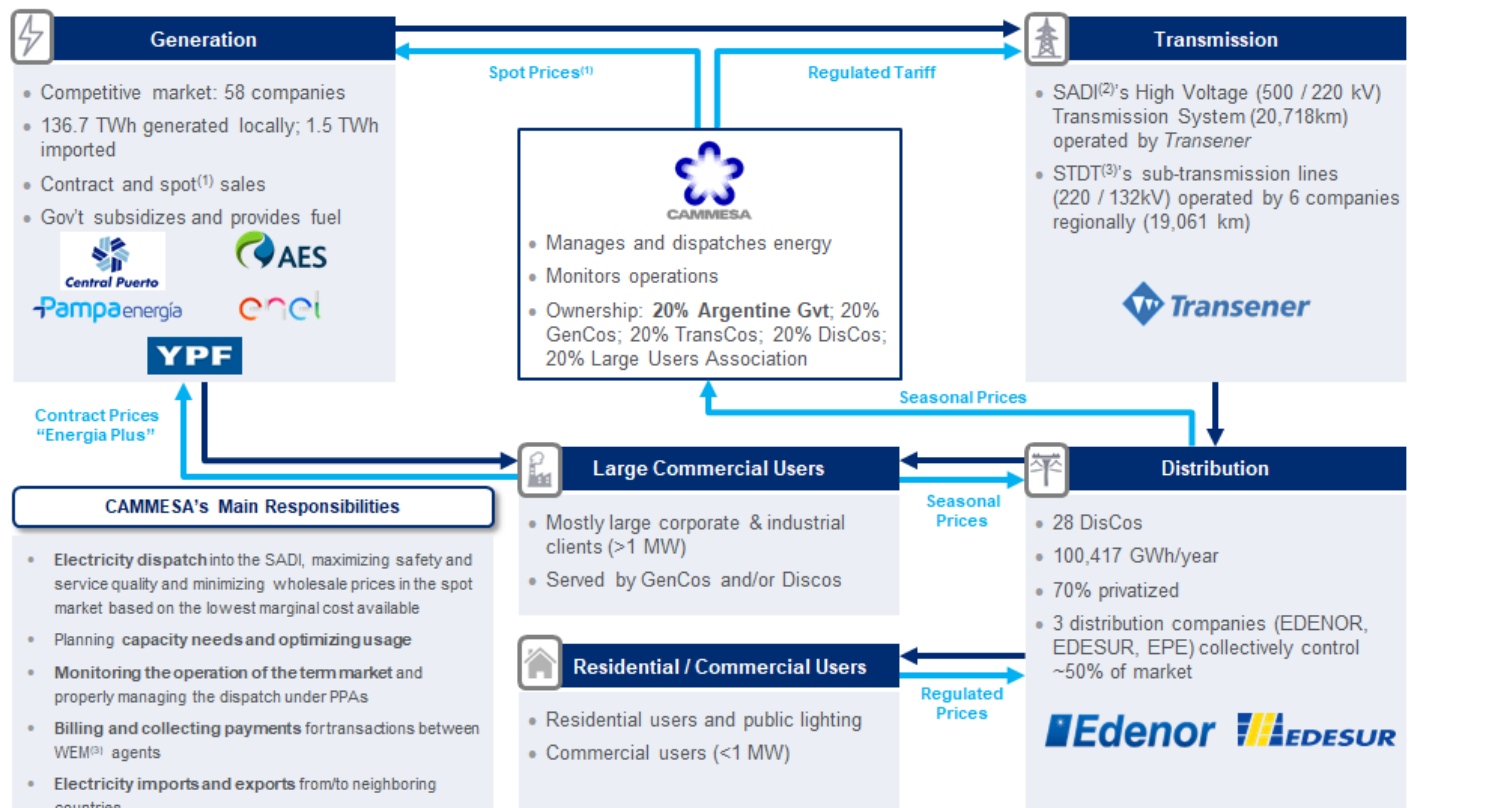 Generation
• Competitive market: 58 companies
• 136.7 TWh generated locally; 1.5 TWh
imported
• Contract and spot(1) sales
• Gov't subsidizes and provides fuel
Central Puerto
AES
Pampaenergía
enel
YPF
Spot Prices(1)
Regulated Tariff
CAMMESA
• Manages and dispatches energy
• Monitors operations
• Ownership: 20% Argentine Gvt; 20%
GenCos; 20% TransCos; 20% DisCos;
20% Large Users Association
Transmission
• SADI(2)'s High Voltage (500 / 220 kV)
Transmission System (20,718km)
operated by Transener
• STDT(3)'s sub-transmission lines
(220 / 132kV) operated by 6 companies
regionally (19,061 km)
Transener
Contract Prices
"Energia Plus"
Seasonal Prices
CAMMESA's Main Responsibilities
• Electricity dispatch into the SADI, maximizing safety and
service quality and minimizing wholesale prices in the spot
market based on the lowest marginal cost available
• Planning capacity needs and optimizing usage
• Monitoring the operation of the term market and
properly managing the dispatch under PPAs
• Billing and collecting payments for transactions between
WEM(3) agents
• Electricity imports and exports from/to neighboring
countries
Large Commercial Users
• Mostly large corporate & industrial
clients (>1 MW)
• Served by GenCos and/or Discos
Seasonal
Prices
Residential / Commercial Users
• Residential users and public lighting
• Commercial users (<1 MW)
Regulated
Prices
Distribution
• 28 DisCos
• 100,417 GWh/year
• 70% privatized
• 3 distribution companies (EDENOR,
EDESUR, EPE) collectively control
~50% of market
Edenor
EDESUR